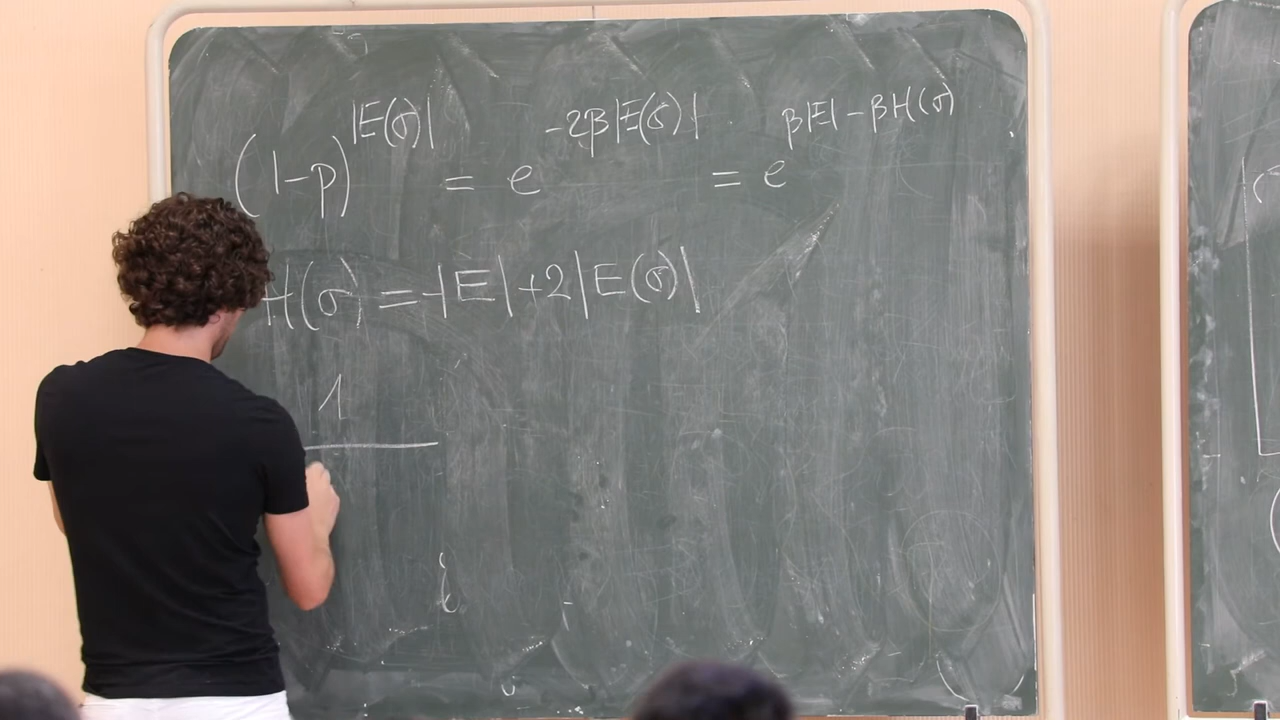 (1-p)^{|E(σ)|} = e^{-2β|E(σ)|} = e^{β|E|-βH(σ)}
H(σ) = -|E|+2|E(σ)|
1